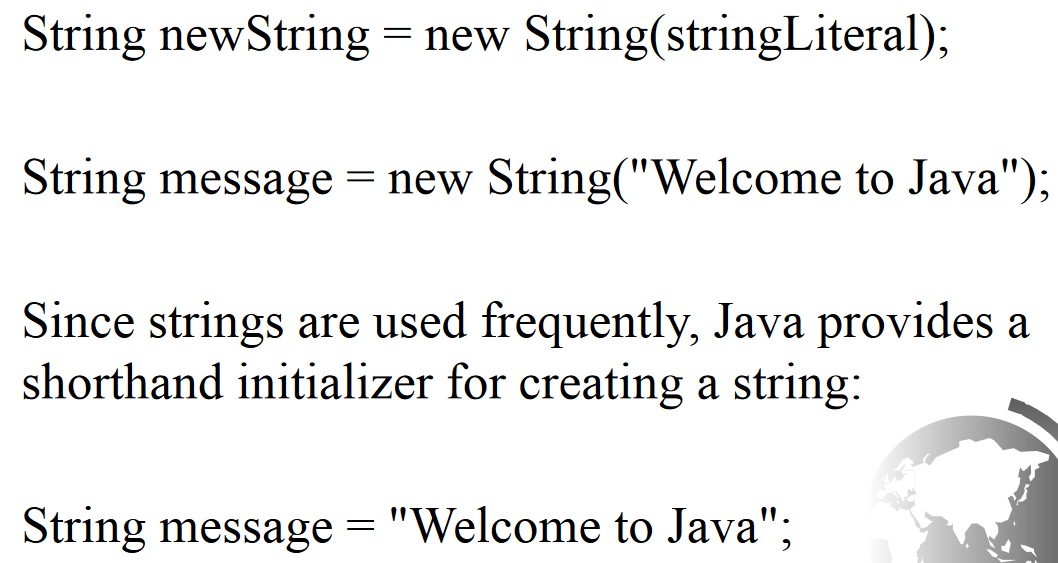 String newString = new String(stringLiteral);
String message = new String("Welcome to Java");
Since strings are used frequently, Java provides a
shorthand initializer for creating a string:
String message = "Welcome to Java";